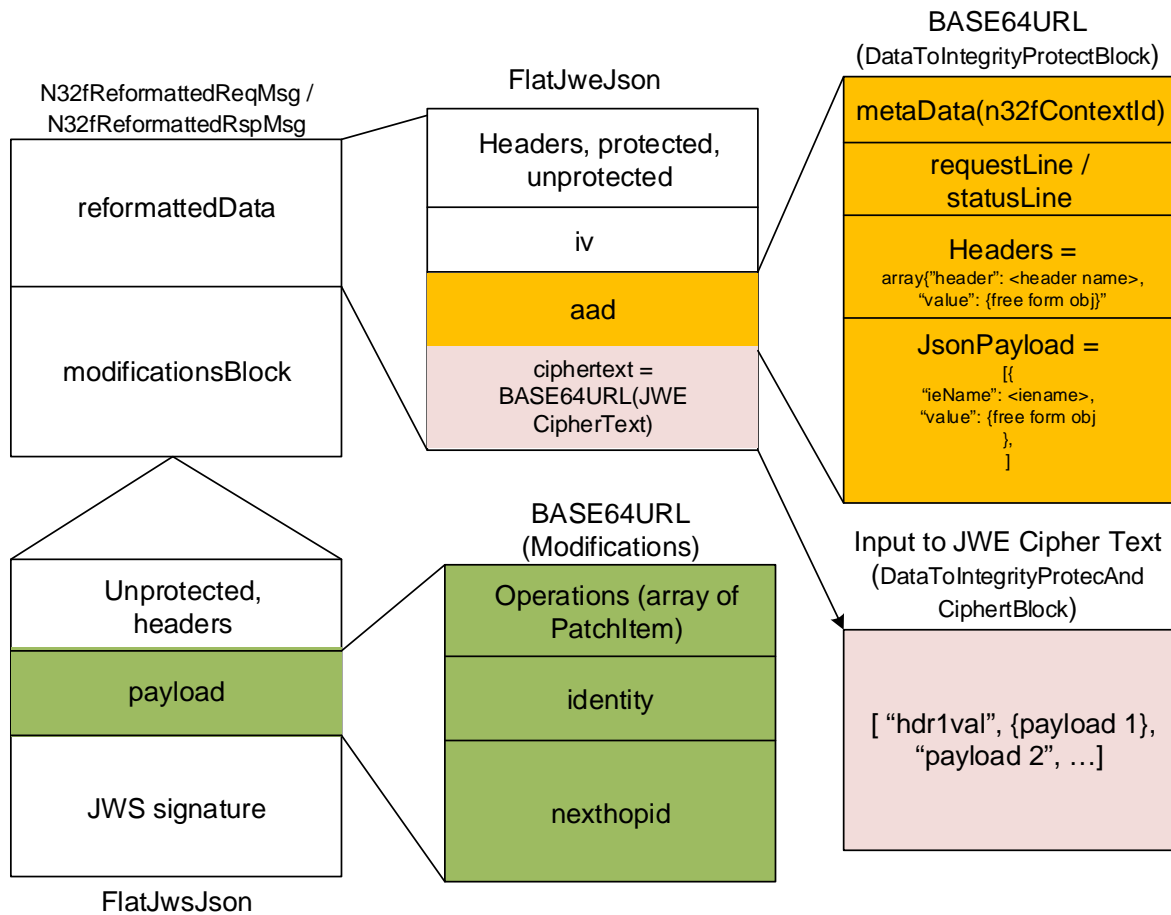 N32fReformattedReqMsg /
N32fReformattedRspMsg
reformattedData
modificationsBlock
FlatJweJson
Headers, protected,
unprotected
iv
aad
ciphertext =
BASE64URL(JWE
CipherText)
BASE64URL
(DataToIntegrityProtectBlock)
metaData(n32fContextId)
requestLine /
statusLine
Headers =
array{”header”: <header name>,
“value”: {free form obj}”
JsonPayload =
[{
“ieName”: <iename>,
“value”: {free form obj
},
]
Unprotected,
headers
payload
JWS signature
FlatJwsJson
BASE64URL
(Modifications)
Operations (array of
PatchItem)
identity
nexthopid
Input to JWE Cipher Text
(DataToIntegrityProtecAnd
CiphertBlock)
[ “hdr1val”, {payload 1},
“payload 2”, …]